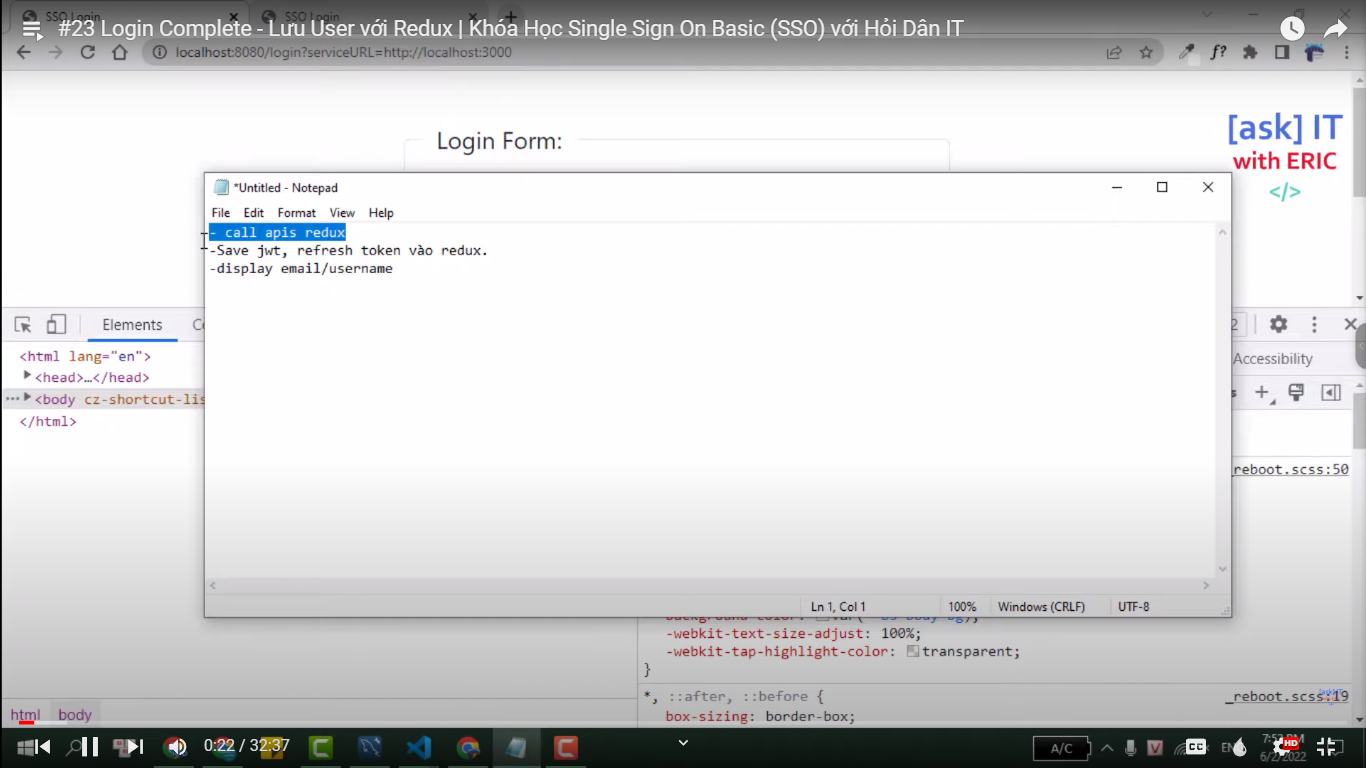 SSO Login
SSO Login
#23 Login Complete - Lưu User với Redux | Khóa Học Single Sign On Basic (SSO) với Hỏi Dân IT
localhost:8080/login?serviceURL=http://localhost:3000
f?
[ask] IT
with ERIC
</>
Login Form:
*Untitled - Notepad
File Edit Format View Help
- call apis redux
-Save jwt, refresh token vào redux.
-display email/username
Ln 1, Col 1 100% Windows (CRLF) UTF-8
Elements
2
Accessibility
<html lang="en">
<head>…</head>
<body cz-shortcut-lis
</html>
_reboot.scss:50
-webkit-text-size-adjust: 100%;
-webkit-tap-highlight-color: transparent;
}
*, ::after, ::before {
_reboot.scss:19
box-sizing: border-box;
html body
0:22 / 32:37
A/C
V
CC
HD
6/2/2022